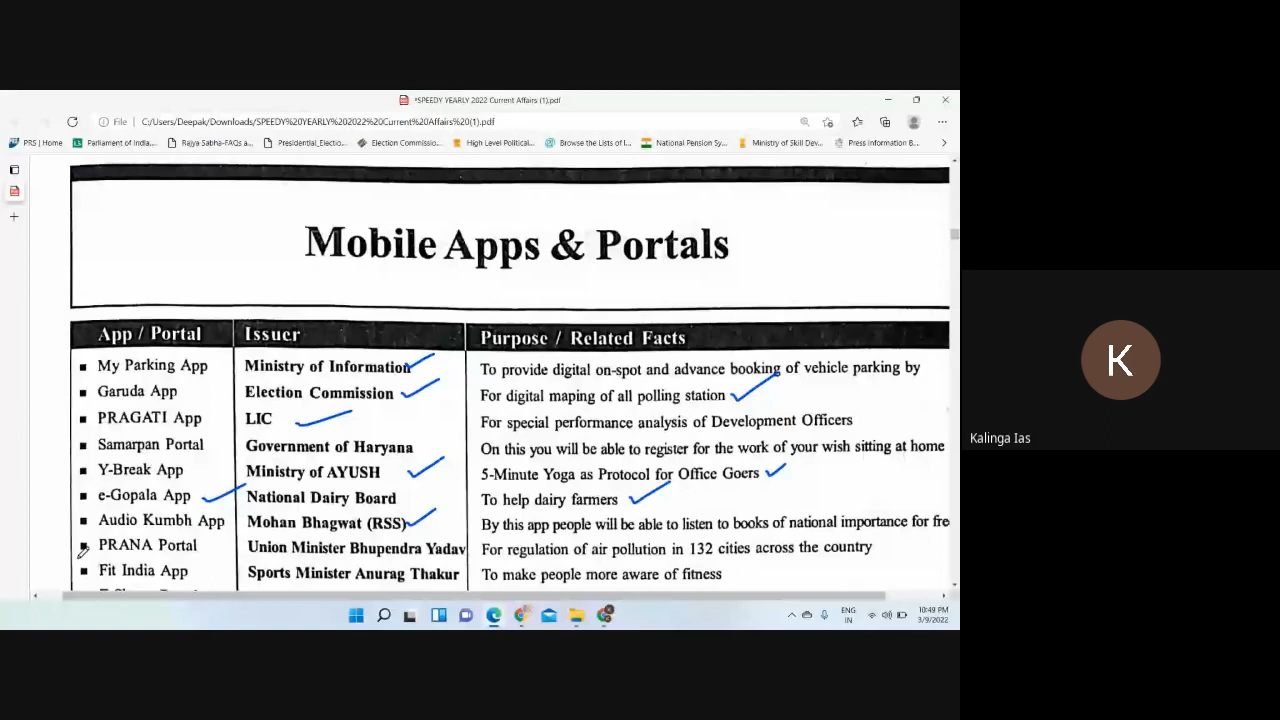 *SPEEDY YEARLY 2022 Current Affairs (1).pdf
File | C:/Users/Deepak/Downloads/SPEEDY%20YEARLY%202022%20Current%20Affairs%20(1).pdf
PRS | Home Parliament of India,... Rajya Sabha-FAQs a... Presidential_Electio... Election Commissio... High Level Political... Browse the Lists of I... National Pension Sy... Ministry of Skill Dev... Press Information B...
Mobile Apps & Portals
App / Portal Issuer Purpose / Related Facts
My Parking App Ministry of Information To provide digital on-spot and advance booking of vehicle parking by
Garuda App Election Commission For digital maping of all polling station
PRAGATI App LIC For special performance analysis of Development Officers
Samarpan Portal Government of Haryana On this you will be able to register for the work of your wish sitting at home
Y-Break App Ministry of AYUSH 5-Minute Yoga as Protocol for Office Goers
e-Gopala App National Dairy Board To help dairy farmers
Audio Kumbh App Mohan Bhagwat (RSS) By this app people will be able to listen to books of national importance for fre
PRANA Portal Union Minister Bhupendra Yadav For regulation of air pollution in 132 cities across the country
Fit India App Sports Minister Anurag Thakur To make people more aware of fitness
K
Kalinga Ias
ENG
IN
10:49 PM
3/9/2022